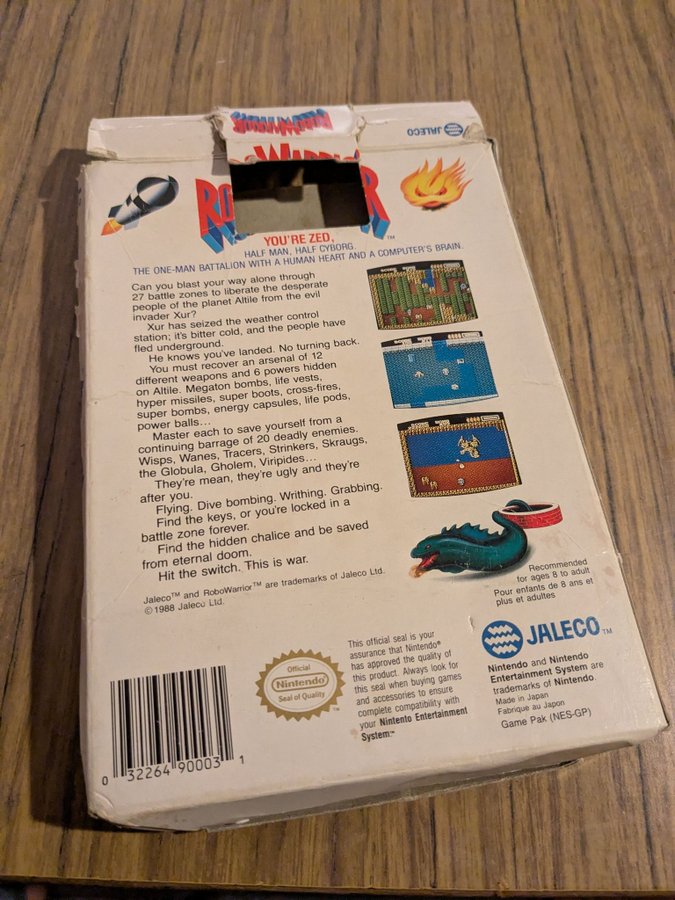 ROBOWARRIOR
JALECO
ROBOWARRIOR
™
YOU'RE ZED,
HALF MAN, HALF CYBORG.
THE ONE-MAN BATTALION WITH A HUMAN HEART AND A COMPUTER'S BRAIN.
Can you blast your way alone through
27 battle zones to liberate the desperate
people of the planet Altile from the evil
invader Xur?
Xur has seized the weather control
station; it's bitter cold, and the people have
fled underground.
He knows you've landed. No turning back.
You must recover an arsenal of 12
different weapons and 6 powers hidden
on Altile. Megaton bombs, life vests,
hyper missiles, super boots, cross-fires,
super bombs, energy capsules, life pods,
power balls...
Master each to save yourself from a
continuing barrage of 20 deadly enemies.
Wisps, Wanes, Tracers, Strinkers, Skraugs,
the Globula, Gholem, Viripides...
They're mean, they're ugly and they're
after you.
Flying. Dive bombing. Writhing. Grabbing.
Find the keys, or you're locked in a
battle zone forever.
Find the hidden chalice and be saved
from eternal doom.
Hit the switch. This is war.
Jaleco™ and RoboWarrior™ are trademarks of Jaleco Ltd.
© 1988 Jaleco Ltd.
Recommended
for ages 8 to adult
Pour enfants de 8 ans et
plus et adultes
JALECO™
Nintendo and Nintendo
Entertainment System are
trademarks of Nintendo.
Made in Japan
Fabriqué au Japon
Game Pak (NES-GP)
This official seal is your
assurance that Nintendo®
has approved the quality of
this product. Always look for
this seal when buying games
and accessories to ensure
complete compatibility with
your Nintento Entertainment
System™
Official
Nintendo
Seal of Quality
™
0 32264 90003 1